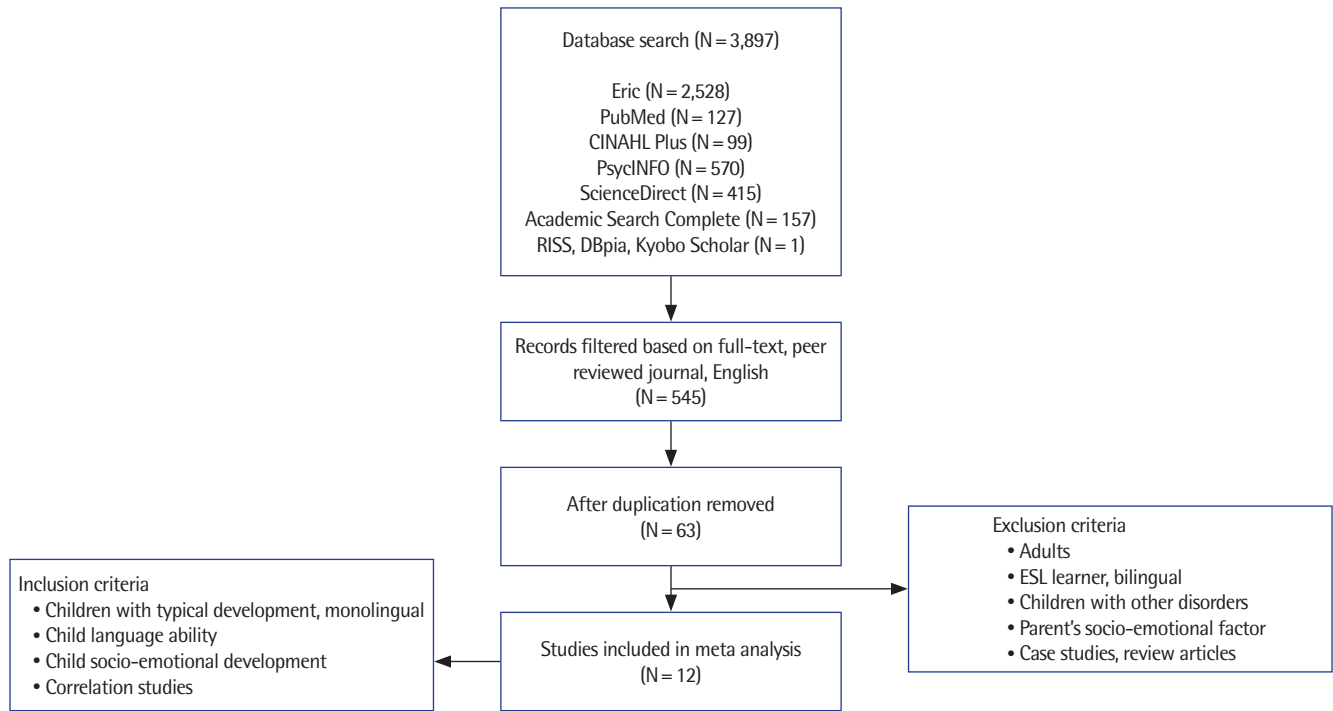 Database search (N = 3,897)
Eric (N = 2,528)
PubMed (N = 127)
CINAHL Plus (N = 99)
PsycINFO (N = 570)
ScienceDirect (N = 415)
Academic Search Complete (N = 157)
RISS, DBpia, Kyobo Scholar (N = 1)
Records filtered based on full-text, peer
reviewed journal, English
(N = 545)
After duplication removed
(N = 63)
Exclusion criteria
• Adults
• ESL learner, bilingual
• Children with other disorders
• Parent's socio-emotional factor
• Case studies, review articles
Inclusion criteria
• Children with typical development, monolingual
• Child language ability
• Child socio-emotional development
• Correlation studies
Studies included in meta analysis
(N = 12)